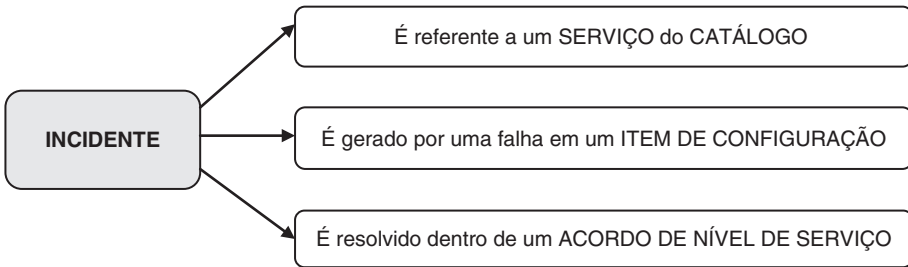 É referente a um SERVIÇO do CATÁLOGO
INCIDENTE
É gerado por uma falha em um ITEM DE CONFIGURAÇÃO
É resolvido dentro de um ACORDO DE NÍVEL DE SERVIÇO